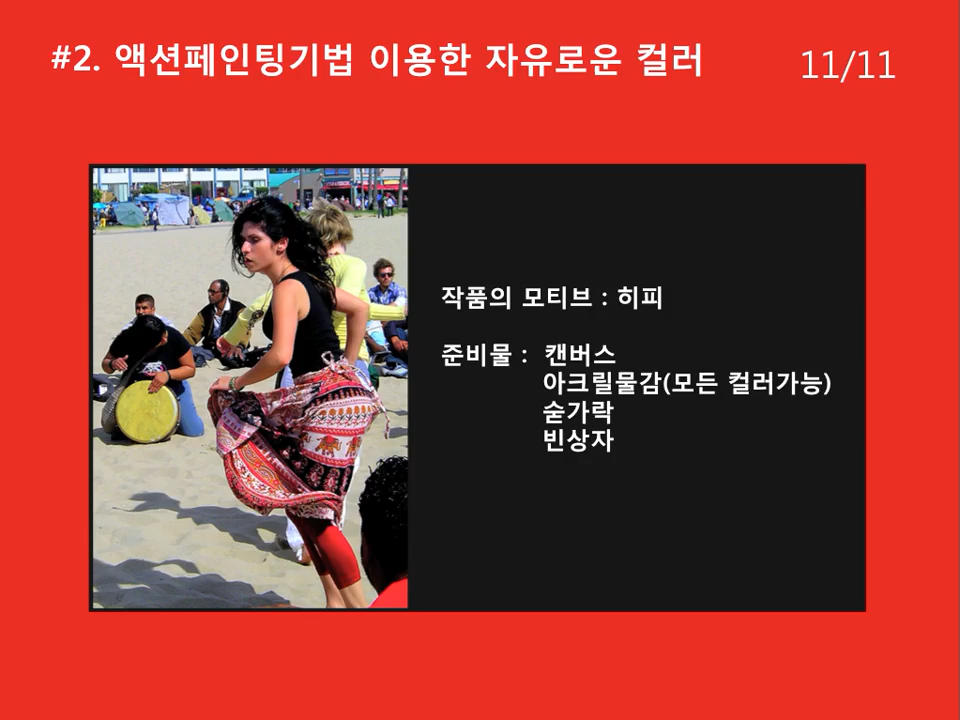 #2. 액션페인팅기법 이용한 자유로운 컬러
11/11
작품의 모티브 : 히피
준비물 : 캔버스
아크릴물감(모든 컬러가능)
숟가락
빈상자